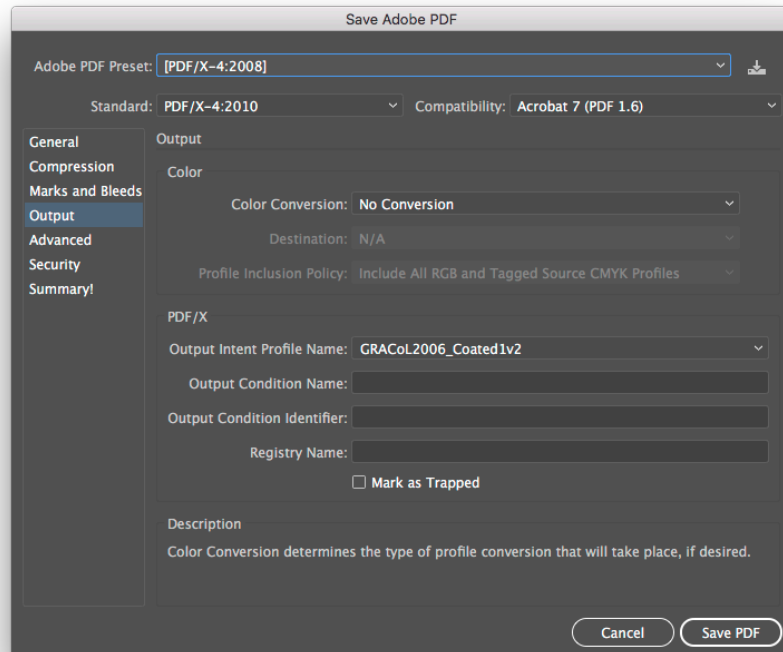 Save Adobe PDF
Adobe PDF Preset: [PDF/X-4:2008]
Standard: PDF/X-4:2010 Compatibility: Acrobat 7 (PDF 1.6)
General
Compression
Marks and Bleeds
Output
Advanced
Security
Summary!
Output
Color
Color Conversion: No Conversion
Destination: N/A
Profile Inclusion Policy: Include All RGB and Tagged Source CMYK Profiles
PDF/X
Output Intent Profile Name: GRACoL2006_Coated1v2
Output Condition Name:
Output Condition Identifier:
Registry Name:
Mark as Trapped
Description
Color Conversion determines the type of profile conversion that will take place, if desired.
Cancel Save PDF